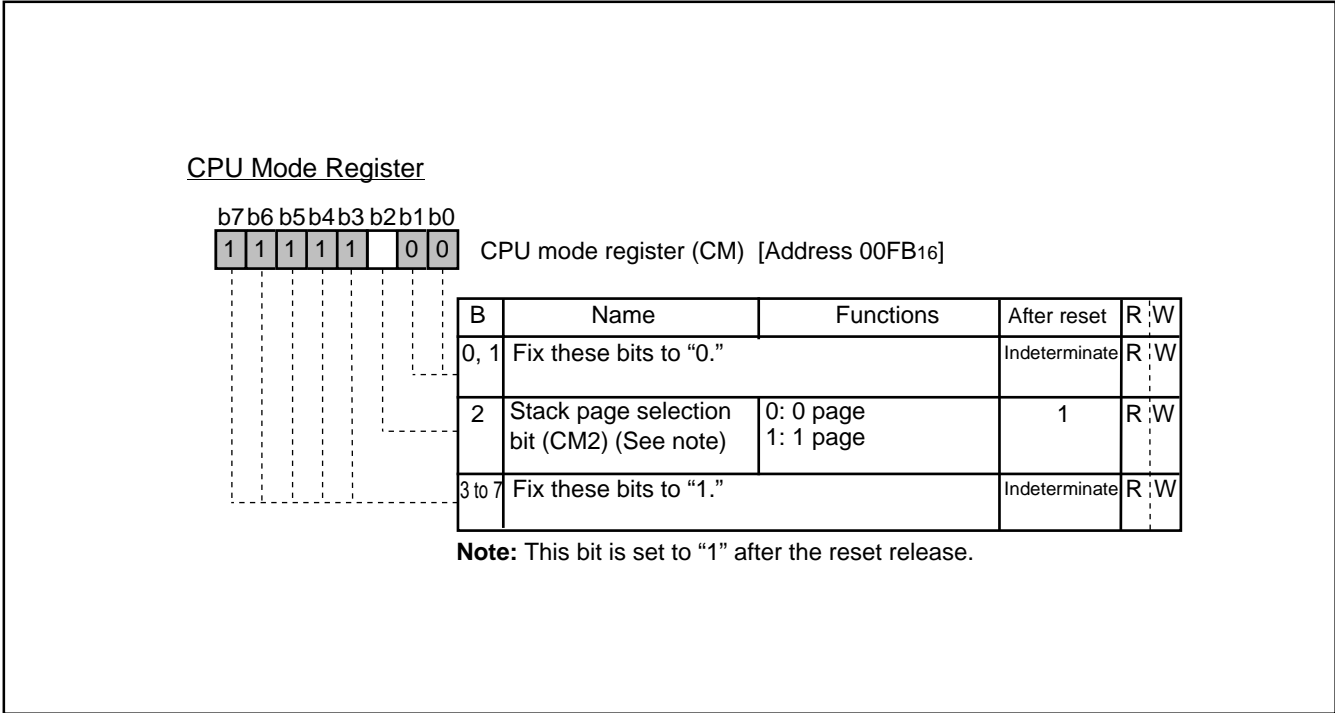 CPU Mode Register
b7 b6 b5 b4 b3 b2 b1 b0
1 1 1 1 1 0 0
CPU mode register (CM) [Address 00FB16]
B Name Functions After reset R W
0, 1 Fix these bits to “0.” Indeterminate R W
2 Stack page selection 0: 0 page 1 R W
bit (CM2) (See note) 1: 1 page
3 to 7 Fix these bits to “1.” Indeterminate R W
Note: This bit is set to “1” after the reset release.